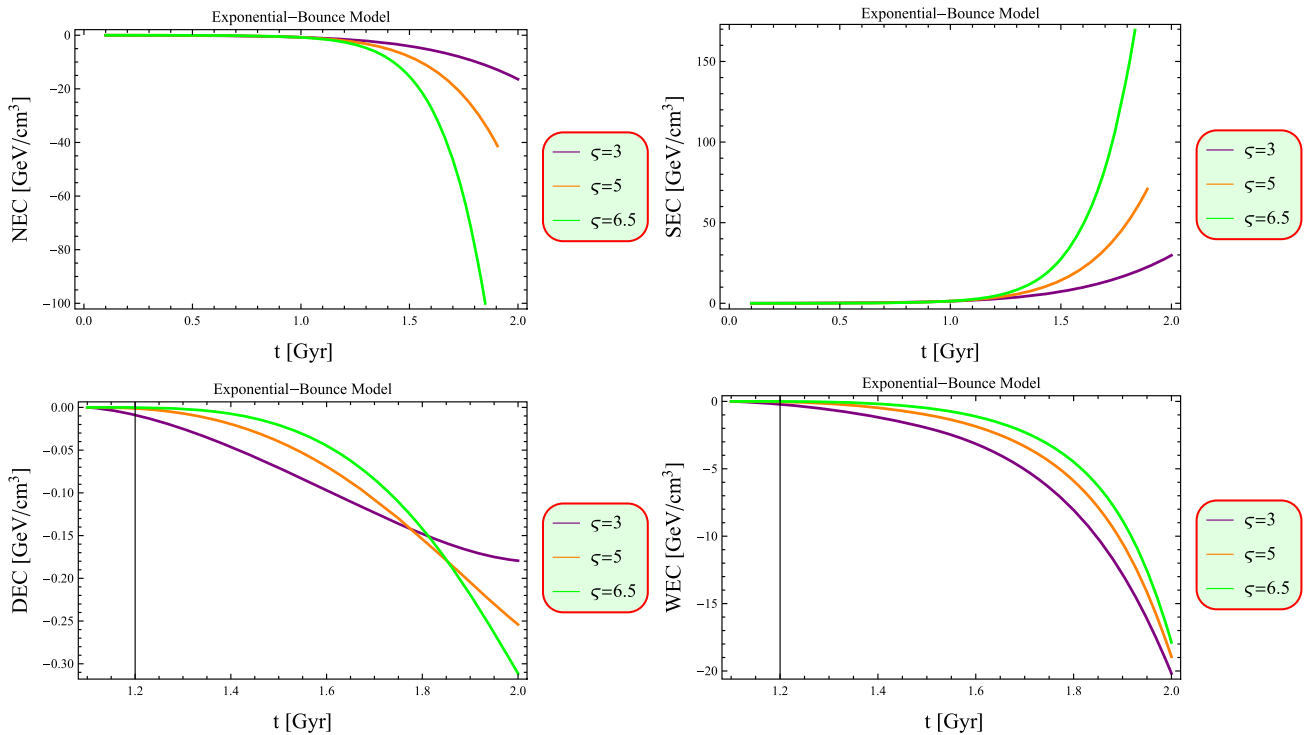 Exponential−Bounce Model
NEC [GeV/cm³]
0
−20
−40
−60
−80
−100
0.0 0.5 1.0 1.5 2.0
t [Gyr]
ς=3
ς=5
ς=6.5
Exponential−Bounce Model
SEC [GeV/cm³]
150
100
50
0
0.0 0.5 1.0 1.5 2.0
t [Gyr]
ς=3
ς=5
ς=6.5
Exponential−Bounce Model
DEC [GeV/cm³]
0.00
−0.05
−0.10
−0.15
−0.20
−0.25
−0.30
1.2 1.4 1.6 1.8 2.0
t [Gyr]
ς=3
ς=5
ς=6.5
Exponential−Bounce Model
WEC [GeV/cm³]
0
−5
−10
−15
−20
1.2 1.4 1.6 1.8 2.0
t [Gyr]
ς=3
ς=5
ς=6.5